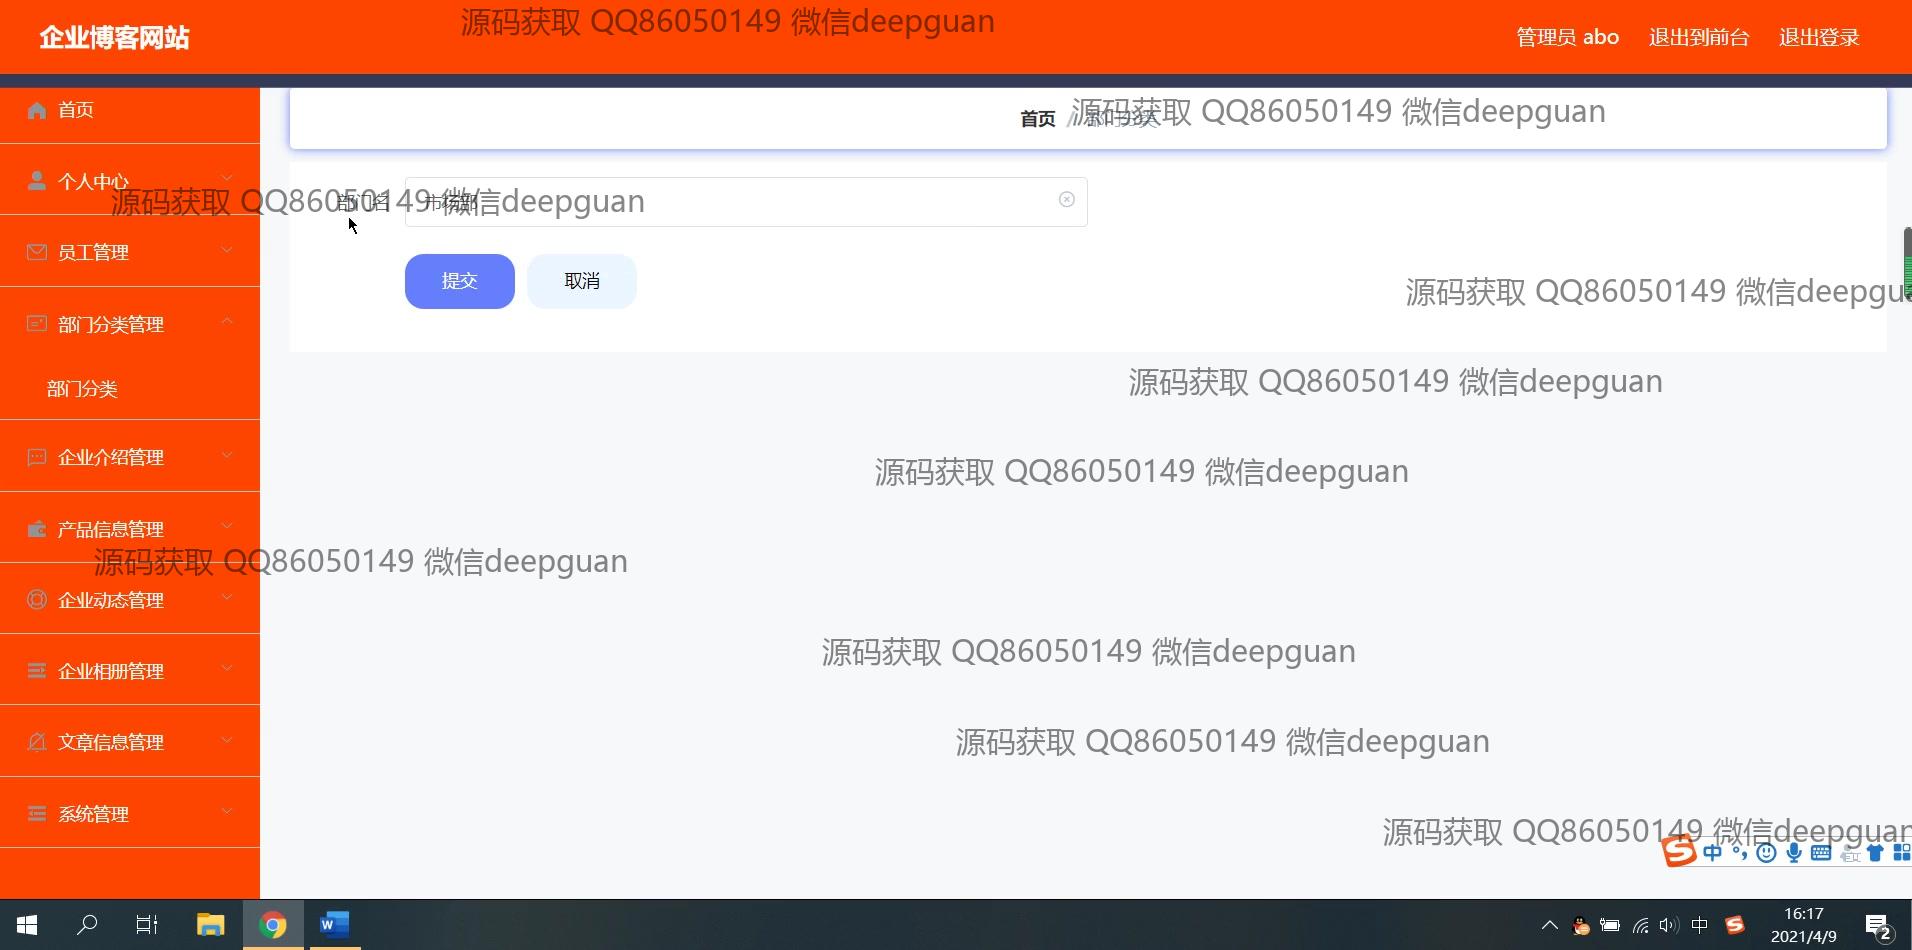 企业博客网站
源码获取 QQ86050149 微信deepguan
管理员 abo
退出到前台
退出登录
首页
首页 / 部门分类
源码获取 QQ86050149 微信deepguan
个人中心
源码获取 QQ86050149 微信deepguan
部门名
市场部
员工管理
提交
取消
源码获取 QQ86050149 微信deepgu
部门分类管理
部门分类
源码获取 QQ86050149 微信deepguan
企业介绍管理
源码获取 QQ86050149 微信deepguan
产品信息管理
源码获取 QQ86050149 微信deepguan
企业动态管理
企业相册管理
源码获取 QQ86050149 微信deepguan
文章信息管理
源码获取 QQ86050149 微信deepguan
系统管理
源码获取 QQ86050149 微信deepguan
中
中
16:17
2021/4/9
2